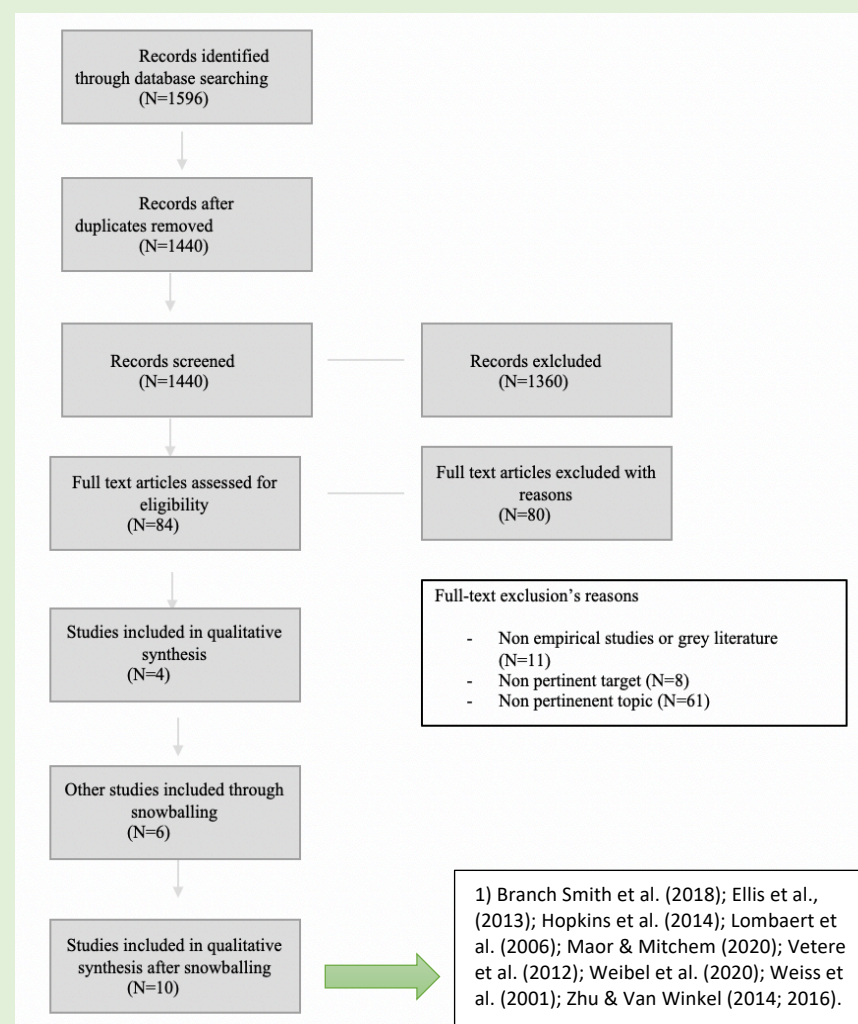 Records identified
through database searching
(N=1596)
Records after
duplicates removed
(N=1440)
Records screened
(N=1440)
Records exlcluded
(N=1360)
Full text articles assessed for
eligibility
(N=84)
Full text articles excluded with
reasons
(N=80)
Full-text exclusion's reasons
- Non empirical studies or grey literature
(N=11)
- Non pertinent target (N=8)
- Non pertinenent topic (N=61)
Studies included in qualitative
synthesis
(N=4)
Other studies included through
snowballing
(N=6)
Studies included in qualitative
synthesis after snowballing
(N=10)
1) Branch Smith et al. (2018); Ellis et al.,
(2013); Hopkins et al. (2014); Lombaert et
al. (2006); Maor & Mitchem (2020); Vetere
et al. (2012); Weibel et al. (2020); Weiss et
al. (2001); Zhu & Van Winkel (2014; 2016).